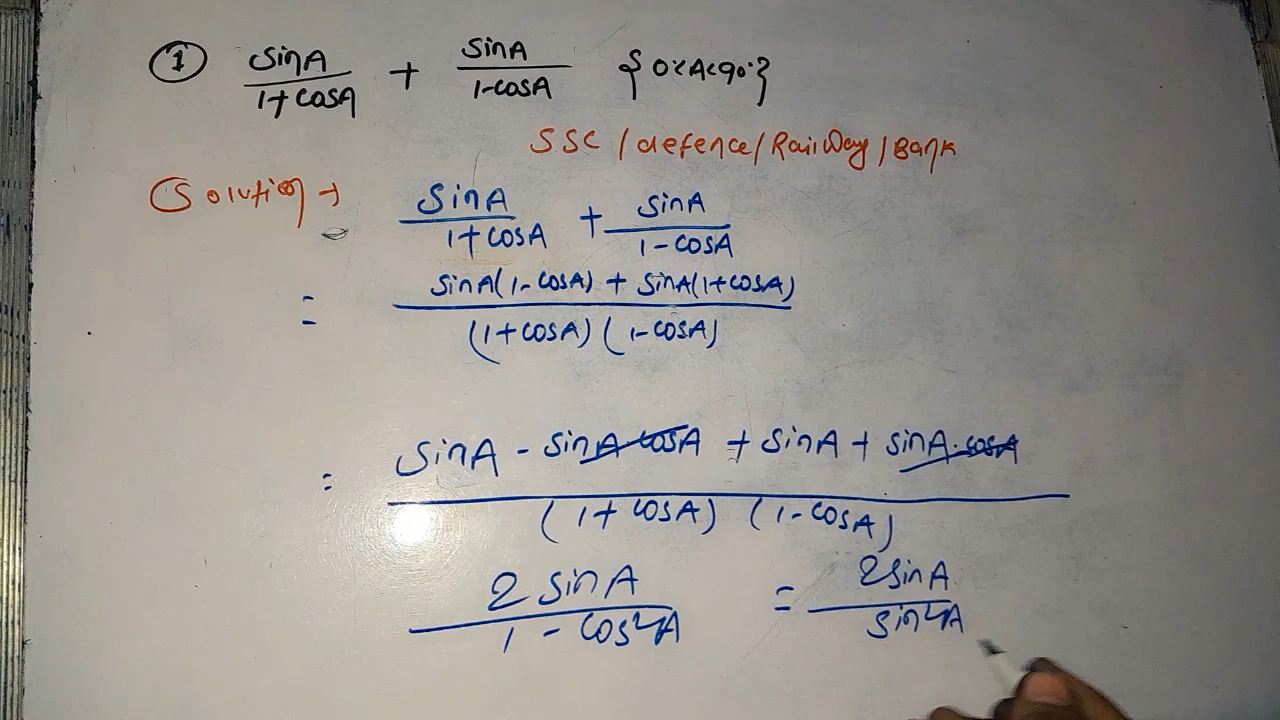 ① sinA/1+cosA + sinA/1-cosA {0<A<90°}
SSC/defence/Railway/Bank
Solution→
= sinA/1+cosA + sinA/1-cosA
= sinA(1-cosA) + sinA(1+cosA)/(1+cosA)(1-cosA)
= sinA - sinA cosA + sinA + sinA·cosA/(1+cosA)(1-cosA)
2sinA/1-cos²A = 2sinA/sin²A